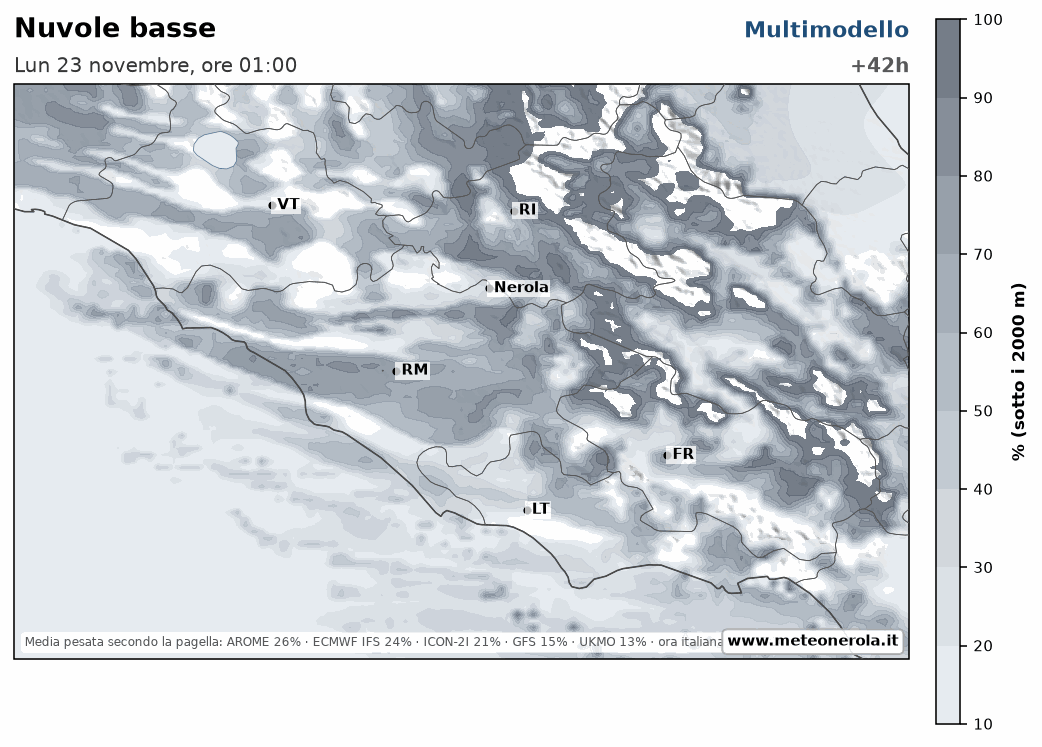 Nuvole basse
Multimodello
Lun 23 novembre, ore 01:00
+42h
VT
RI
Nerola
RM
FR
LT
Media pesata secondo la pagella: AROME 26% · ECMWF IFS 24% · ICON-2I 21% · GFS 15% · UKMO 13% · ora italiana
www.meteonerola.it
100
90
80
70
60
50
40
30
20
10
% (sotto i 2000 m)